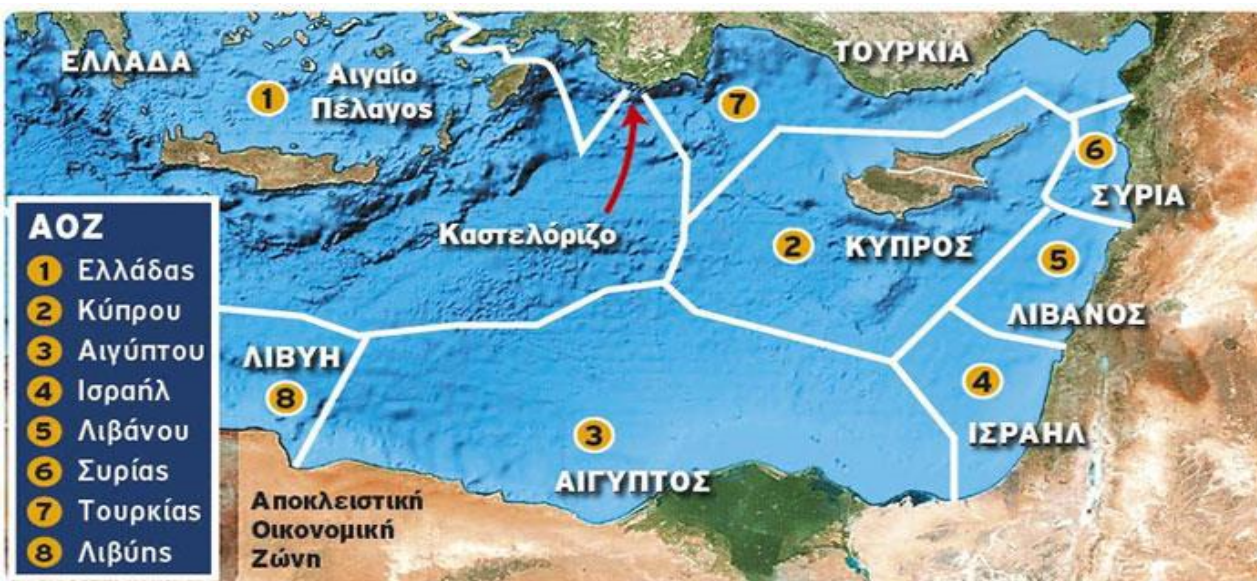 ΕΛΛΑΔΑ
1
Αιγαίο
Πέλαγος
7
ΤΟΥΡΚΙΑ
6
ΣΥΡΙΑ
Καστελόριζο
2
ΚΥΠΡΟΣ
5
ΛΙΒΑΝΟΣ
ΛΙΒΥΗ
8
4
ΙΣΡΑΗΛ
3
ΑΙΓΥΠΤΟΣ
ΑΟΖ
1 Ελλάδας
2 Κύπρου
3 Αιγύπτου
4 Ισραήλ
5 Λιβάνου
6 Συρίας
7 Τουρκίας
8 Λιβύης
Αποκλειστική
Οικονομική
Ζώνη